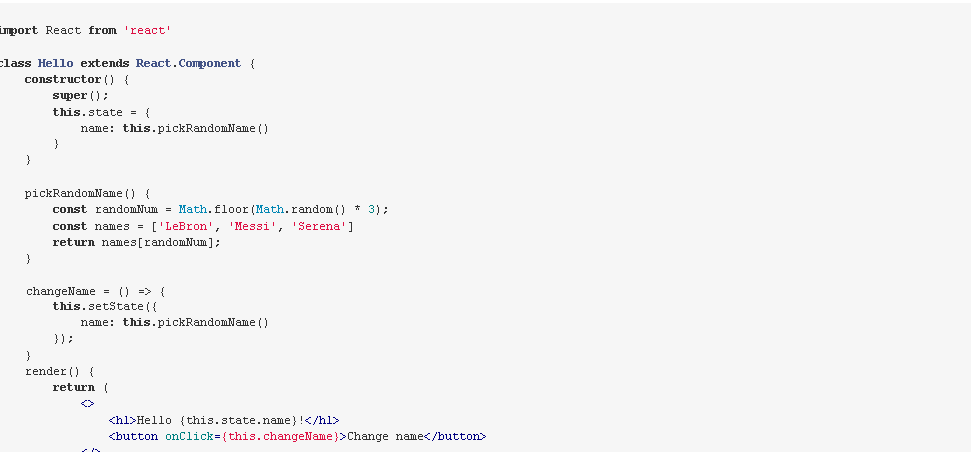 import React from 'react'
class Hello extends React.Component {
constructor() {
super();
this.state = {
name: this.pickRandomName()
}
}
pickRandomName() {
const randomNum = Math.floor(Math.random() * 3);
const names = ['LeBron', 'Messi', 'Serena']
return names[randomNum];
}
changeName = () => {
this.setState({
name: this.pickRandomName()
});
}
render() {
return (
<>
<h1>Hello {this.state.name}!</h1>
<button onClick={this.changeName}>Change name</button>
</>